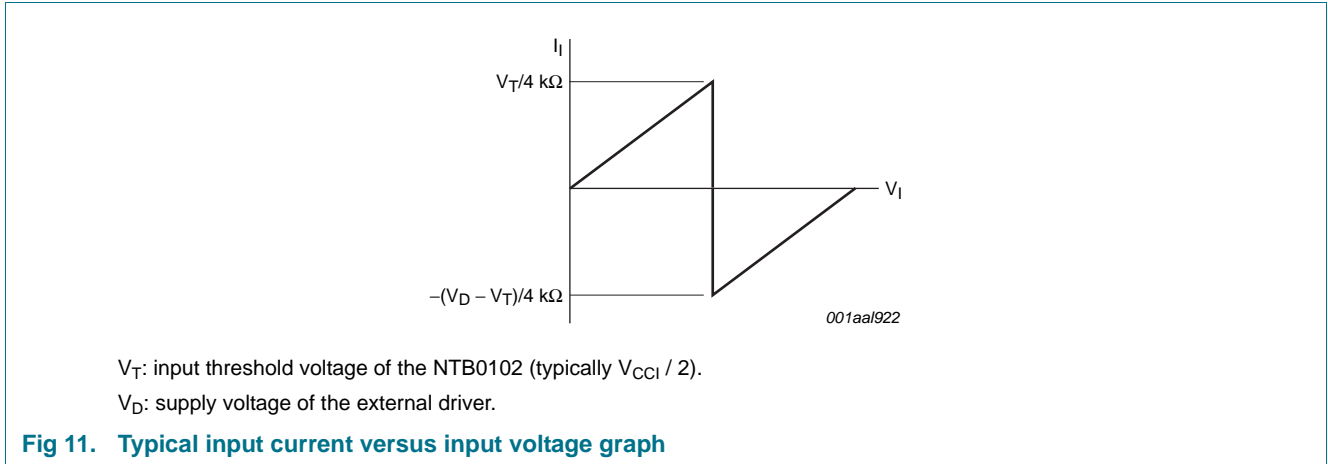 I_I
V_T/4 kΩ
V_I
−(V_D − V_T)/4 kΩ
001aal922
V_T: input threshold voltage of the NTB0102 (typically V_CCI / 2).
V_D: supply voltage of the external driver.
Fig 11. Typical input current versus input voltage graph